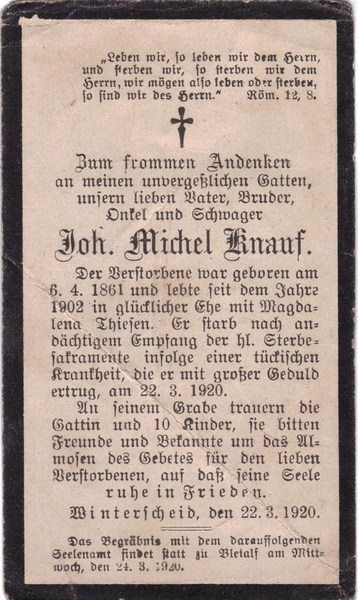 „Leben wir, so leben wir dem Herrn,
und sterben wir, so sterben wir dem
Herrn, wir mögen also leben oder sterben,
so sind wir des Herrn.“ Röm. 12, 8.
Zum frommen Andenken
an meinen unvergeßlichen Gatten,
unsern lieben Vater, Bruder,
Onkel und Schwager
Joh. Michel Knauf.
Der Verstorbene war geboren am
6. 4. 1861 und lebte seit dem Jahre
1902 in glücklicher Ehe mit Magda-
lena Thiesen. Er starb nach an-
dächtigem Empfang der hl. Sterbe-
sakramente infolge einer tückischen
Krankheit, die er mit großer Geduld
ertrug, am 22. 3. 1920.
An seinem Grabe trauern die
Gattin und 10 Kinder, sie bitten
Freunde und Bekannte um das Al-
mosen des Gebetes für den lieben
Verstorbenen, auf daß seine Seele
ruhe in Frieden.
Winterscheid, den 22. 3. 1920.
Das Begräbnis mit dem darauffolgenden
Seelenamt findet statt zu Bleialf am Mitt-
woch, den 24. 3. 1920.